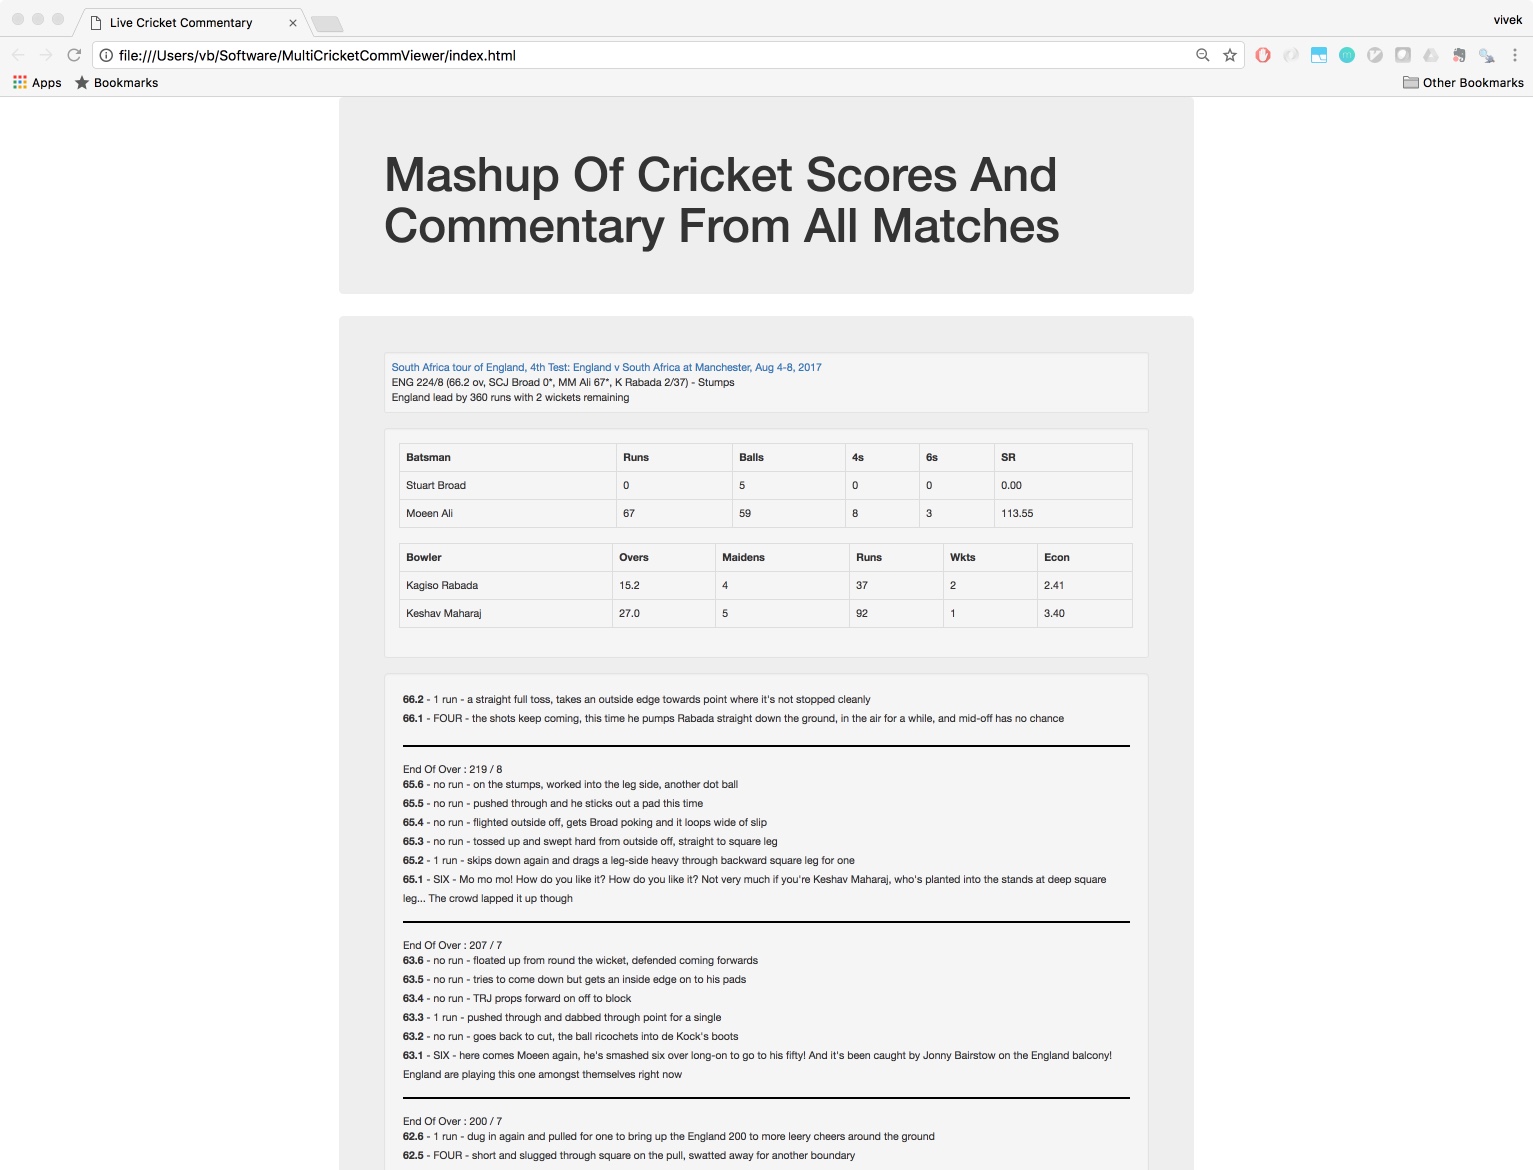 Live Cricket Commentary
vivek
file:///Users/vb/Software/MultiCricketCommViewer/index.html
Apps Bookmarks Other Bookmarks
Mashup Of Cricket Scores And
Commentary From All Matches
South Africa tour of England, 4th Test: England v South Africa at Manchester, Aug 4-8, 2017
ENG 224/8 (66.2 ov, SCJ Broad 0*, MM Ali 67*, K Rabada 2/37) - Stumps
England lead by 360 runs with 2 wickets remaining
Batsman Runs Balls 4s 6s SR
Stuart Broad 0 5 0 0 0.00
Moeen Ali 67 59 8 3 113.55
Bowler Overs Maidens Runs Wkts Econ
Kagiso Rabada 15.2 4 37 2 2.41
Keshav Maharaj 27.0 5 92 1 3.40
66.2 - 1 run - a straight full toss, takes an outside edge towards point where it's not stopped cleanly
66.1 - FOUR - the shots keep coming, this time he pumps Rabada straight down the ground, in the air for a while, and mid-off has no chance
End Of Over : 219 / 8
65.6 - no run - on the stumps, worked into the leg side, another dot ball
65.5 - no run - pushed through and he sticks out a pad this time
65.4 - no run - flighted outside off, gets Broad poking and it loops wide of slip
65.3 - no run - tossed up and swept hard from outside off, straight to square leg
65.2 - 1 run - skips down again and drags a leg-side heavy through backward square leg for one
65.1 - SIX - Mo mo mo! How do you like it? How do you like it? Not very much if you're Keshav Maharaj, who's planted into the stands at deep square
leg... The crowd lapped it up though
End Of Over : 207 / 7
63.6 - no run - floated up from round the wicket, defended coming forwards
63.5 - no run - tries to come down but gets an inside edge on to his pads
63.4 - no run - TRJ props forward on off to block
63.3 - 1 run - pushed through and dabbed through point for a single
63.2 - no run - goes back to cut, the ball ricochets into de Kock's boots
63.1 - SIX - here comes Moeen again, he's smashed six over long-on to go to his fifty! And it's been caught by Jonny Bairstow on the England balcony!
England are playing this one amongst themselves right now
End Of Over : 200 / 7
62.6 - 1 run - dug in again and pulled for one to bring up the England 200 to more leery cheers around the ground
62.5 - FOUR - short and slugged through square on the pull, swatted away for another boundary